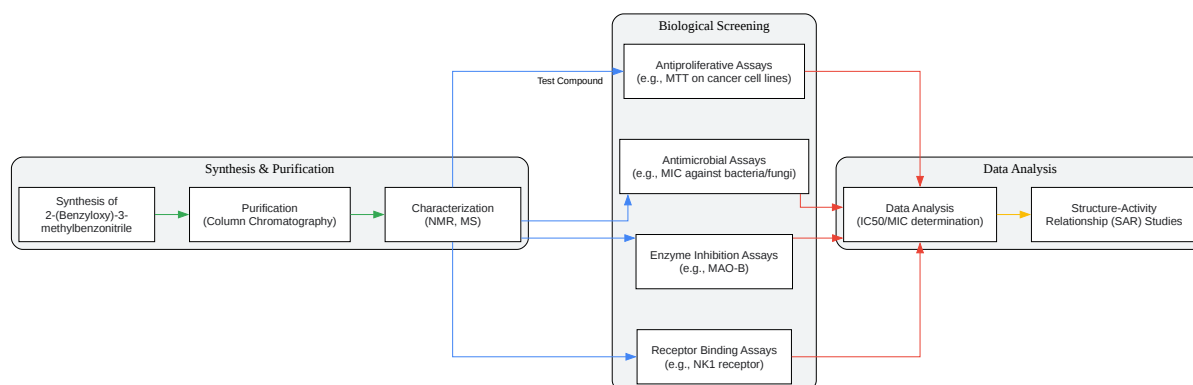 Biological Screening
Antiproliferative Assays
(e.g., MTT on cancer cell lines)
Test Compound
Antimicrobial Assays
(e.g., MIC against bacteria/fungi)
Synthesis & Purification
Data Analysis
Synthesis of
2-(Benzyloxy)-3-
methylbenzonitrile
Purification
(Column Chromatography)
Characterization
(NMR, MS)
Data Analysis
(IC50/MIC determination)
Structure-Activity
Relationship (SAR) Studies
Enzyme Inhibition Assays
(e.g., MAO-B)
Receptor Binding Assays
(e.g., NK1 receptor)